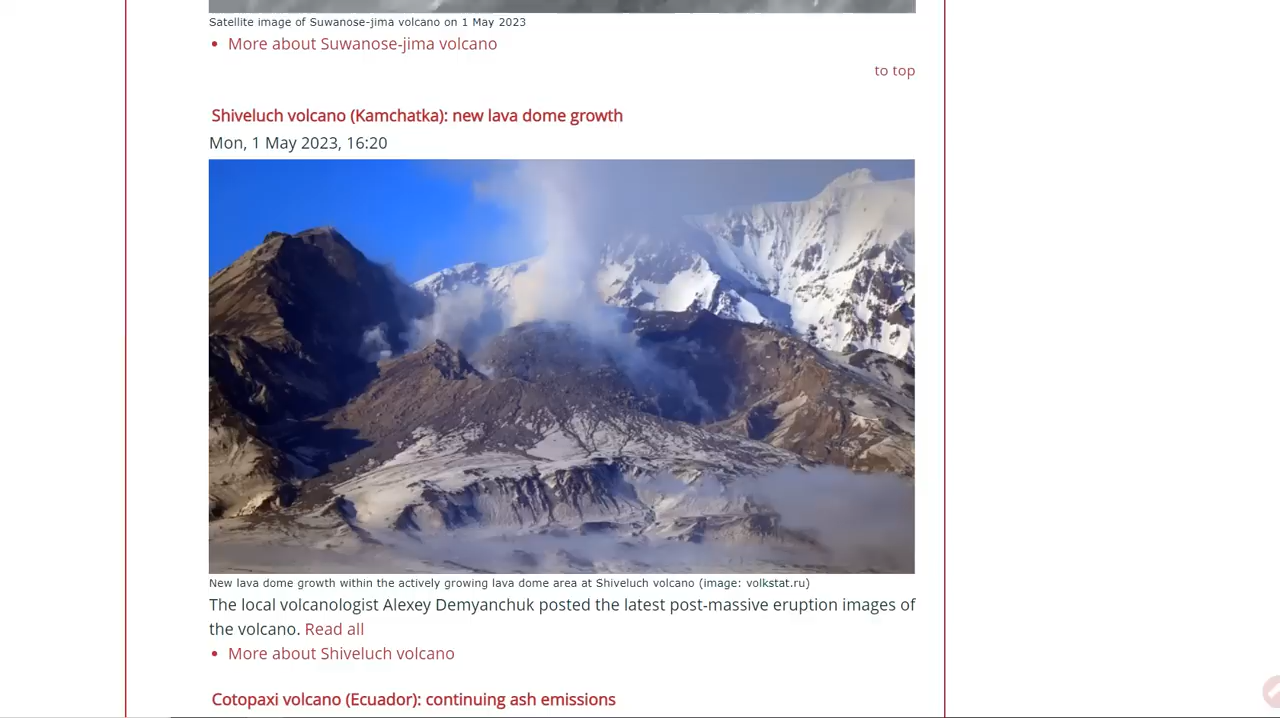 Satellite image of Suwanose-jima volcano on 1 May 2023
• More about Suwanose-jima volcano
to top
Shiveluch volcano (Kamchatka): new lava dome growth
Mon, 1 May 2023, 16:20
New lava dome growth within the actively growing lava dome area at Shiveluch volcano (image: volkstat.ru)
The local volcanologist Alexey Demyanchuk posted the latest post-massive eruption images of
the volcano. Read all
• More about Shiveluch volcano
Cotopaxi volcano (Ecuador): continuing ash emissions